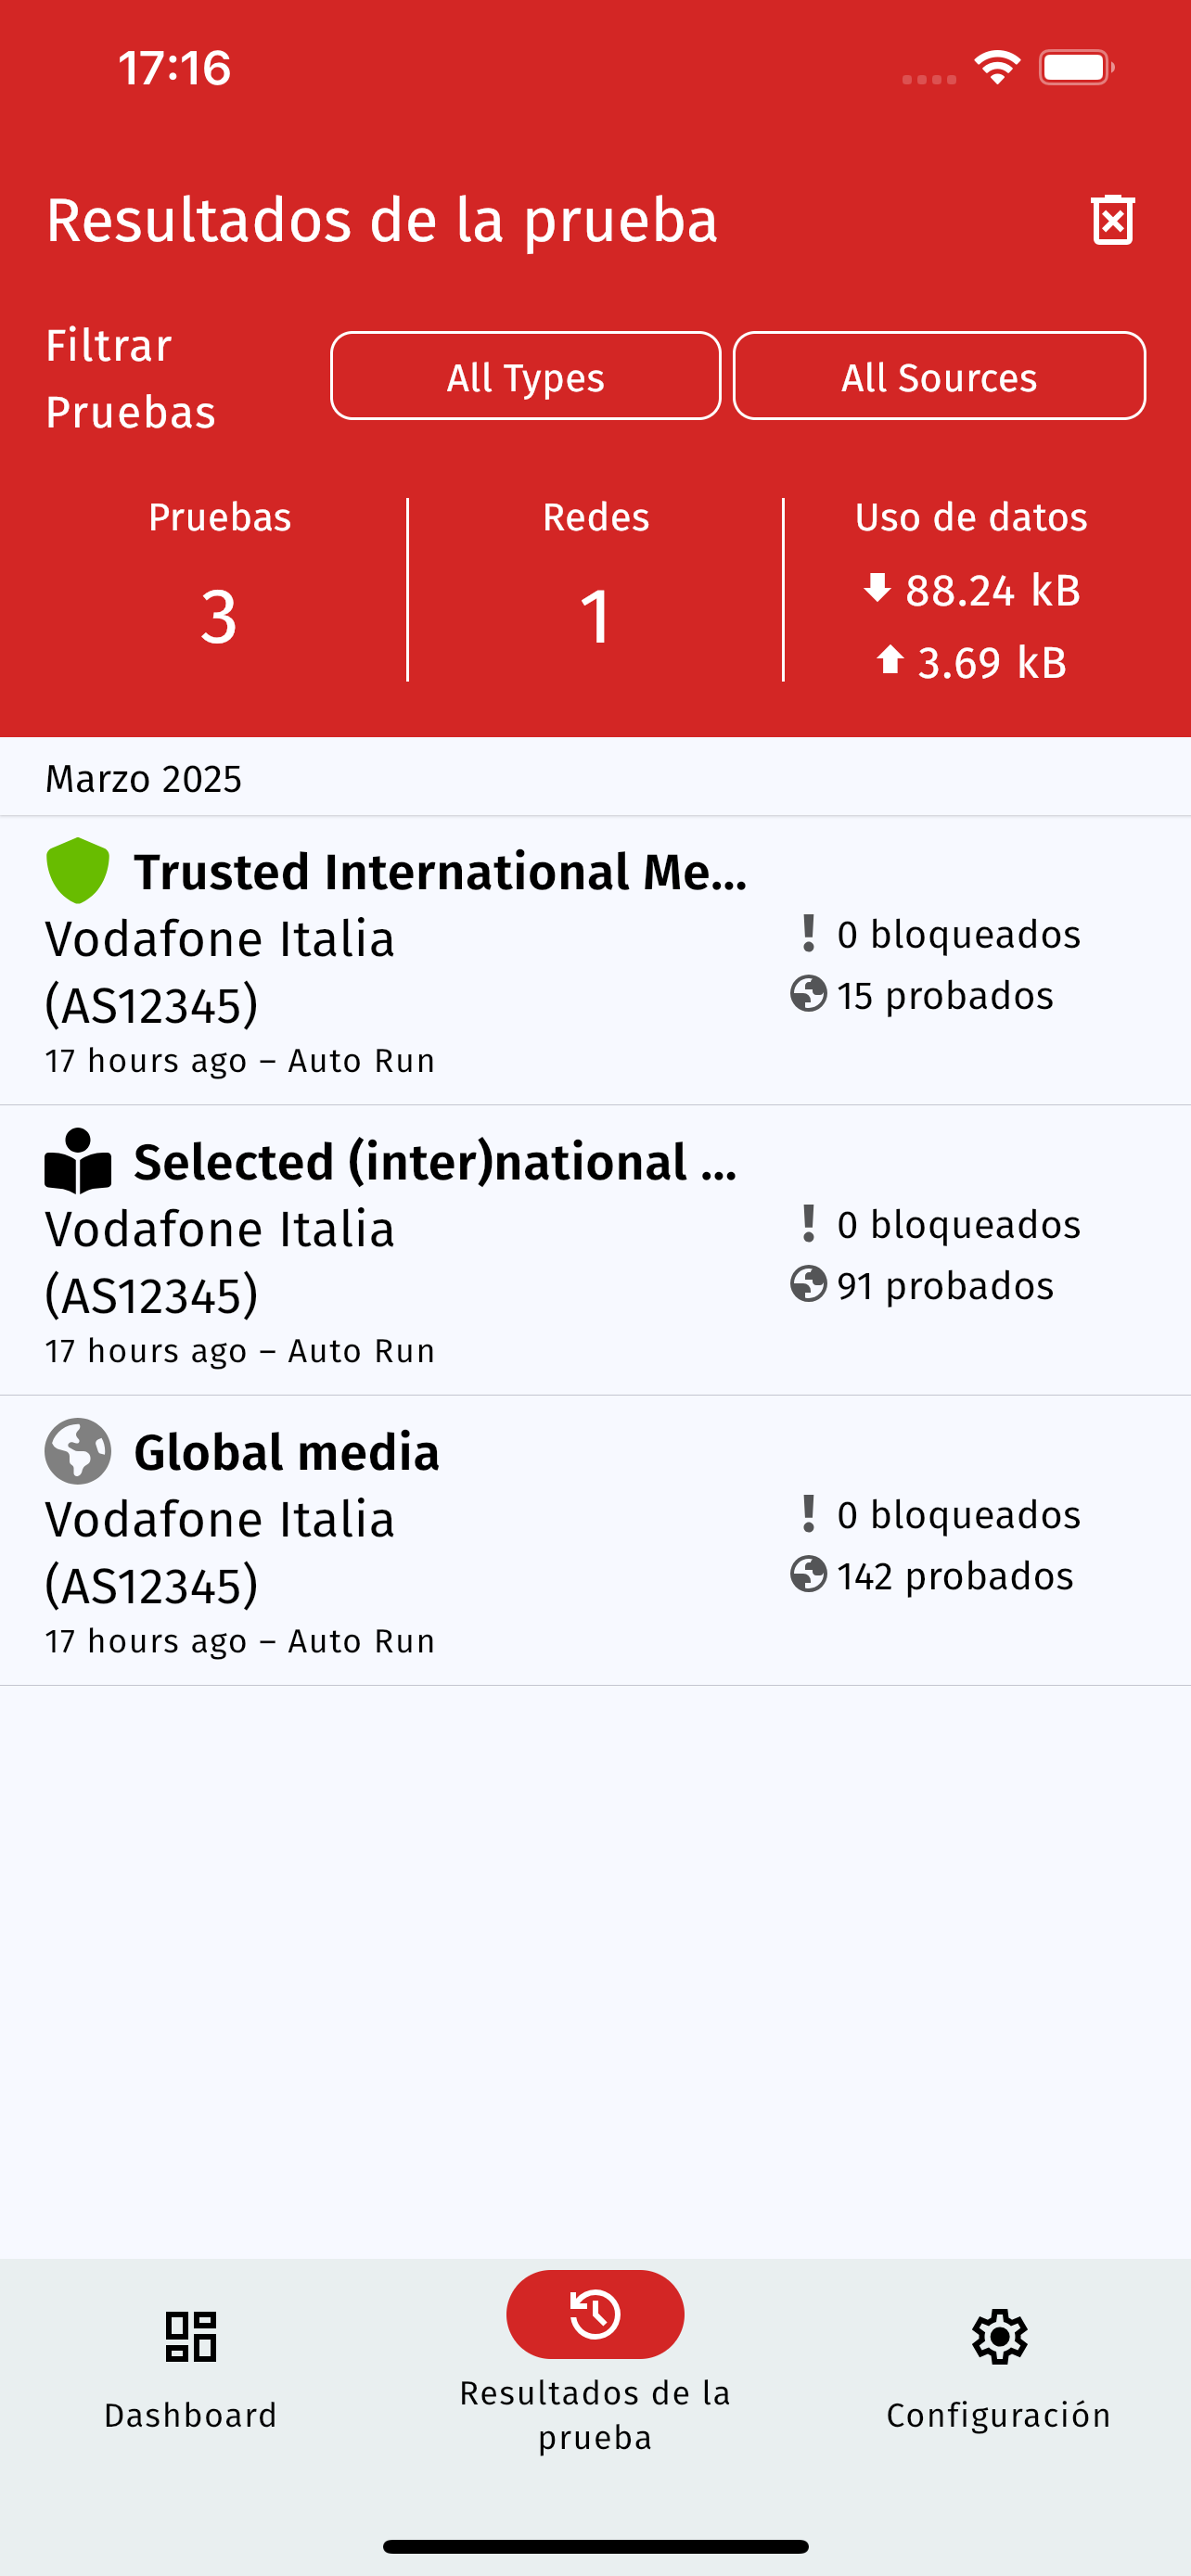 17:16
Resultados de la prueba
Filtrar
Pruebas
All Types
All Sources
Pruebas
3
Redes
1
Uso de datos
88.24 kB
3.69 kB
Marzo 2025
Trusted International Me...
Vodafone Italia
(AS12345)
17 hours ago – Auto Run
0 bloqueados
15 probados
Selected (inter)national ...
Vodafone Italia
(AS12345)
17 hours ago – Auto Run
0 bloqueados
91 probados
Global media
Vodafone Italia
(AS12345)
17 hours ago – Auto Run
0 bloqueados
142 probados
Dashboard
Resultados de la
prueba
Configuración